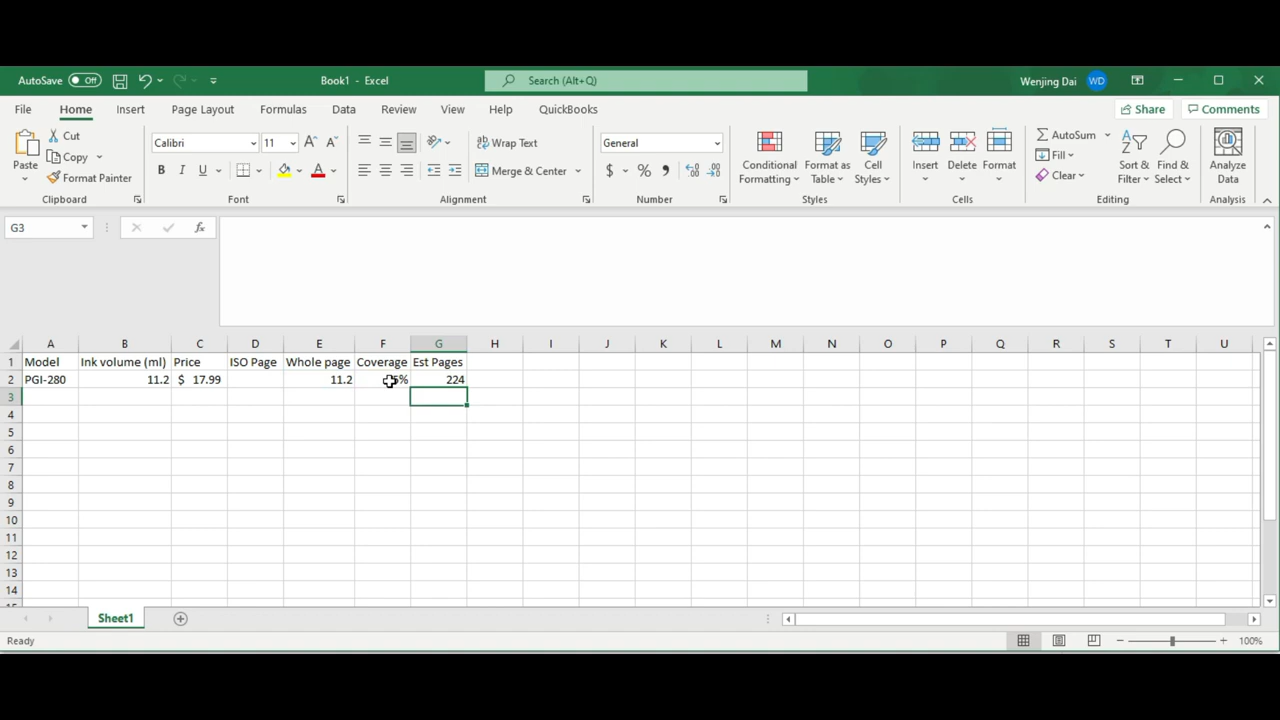 AutoSave Off Book1 - Excel Search (Alt+Q) Wenjing Dai WD
File Home Insert Page Layout Formulas Data Review View Help QuickBooks Share Comments
Paste Cut Copy Format Painter Clipboard
Calibri 11 A A B I U A Font
ab Wrap Text Merge & Center Alignment
General $ % 9 Number
Conditional Formatting Format as Table Cell Styles Styles
Insert Delete Format Cells
AutoSum Fill Clear Sort & Filter Find & Select Editing
Analyze Data Analysis
G3 fx
A B C D E F G H I J K L M N O P Q R S T U
1 Model Ink volume (ml) Price ISO Page Whole page Coverage Est Pages
2 PGI-280 11.2 $ 17.99 11.2 % 224
3
4
5
6
7
8
9
10
11
12
13
14
Sheet1
Ready 100%